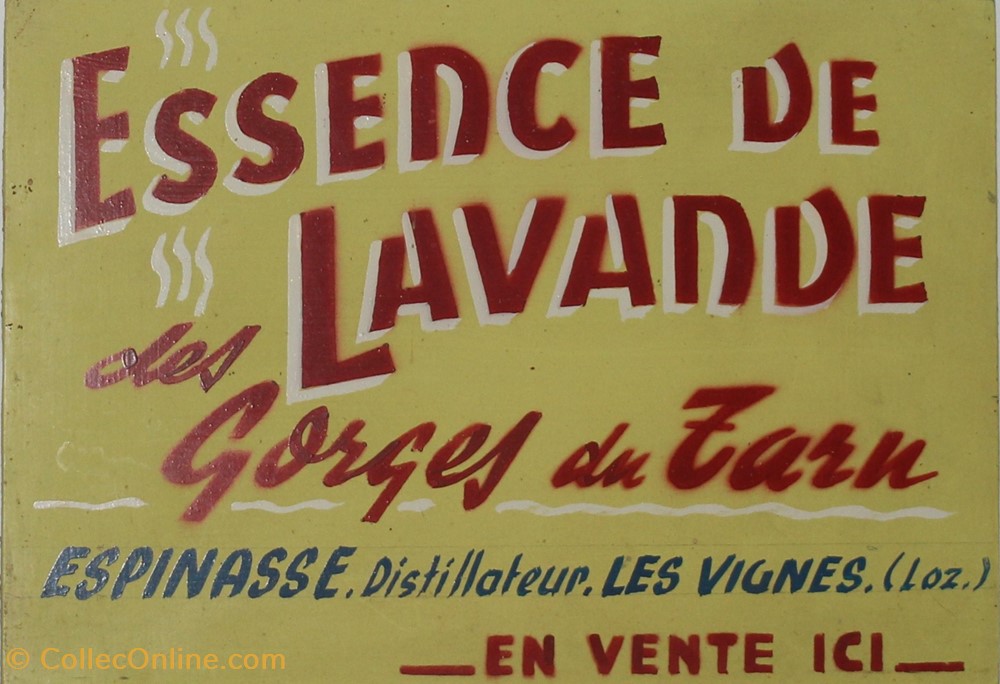 ESSENCE DE
LAVANDE
des
Gorges du Tarn
ESPINASSE. Distillateur. LES VIGNES. (Loz.)
EN VENTE ICI
© CollecOnline.com